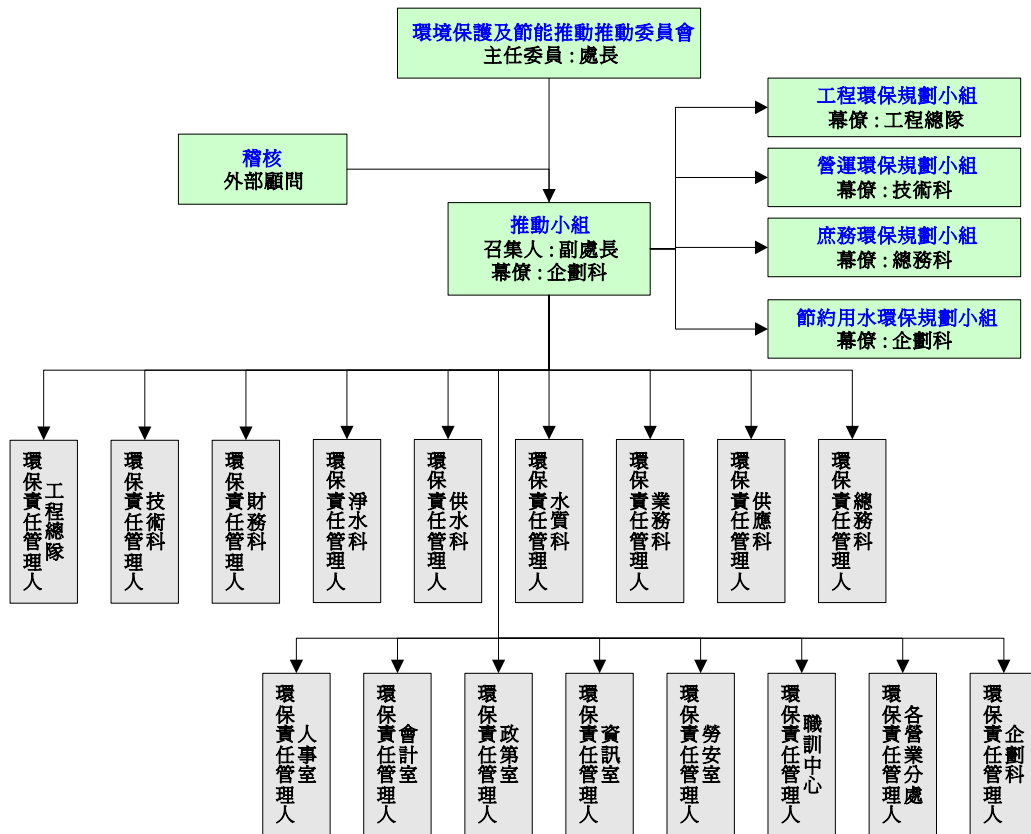 環境保護及節能推動推動委員會
主任委員 : 處長
稽核
外部顧問
推動小組
召集人 : 副處長
幕僚 : 企劃科
工程環保規劃小組
幕僚 : 工程總隊
營運環保規劃小組
幕僚 : 技術科
庶務環保規劃小組
幕僚 : 總務科
節約用水環保規劃小組
幕僚 : 企劃科
工程總隊
環保責任管理人
技術科
環保責任管理人
財務科
環保責任管理人
淨水科
環保責任管理人
供水科
環保責任管理人
水質科
環保責任管理人
業務科
環保責任管理人
供應科
環保責任管理人
總務科
環保責任管理人
人事室
環保責任管理人
會計室
環保責任管理人
政第室
環保責任管理人
資訊室
環保責任管理人
勞安室
環保責任管理人
職訓中心
環保責任管理人
各營業分處
環保責任管理人
企劃科
環保責任管理人